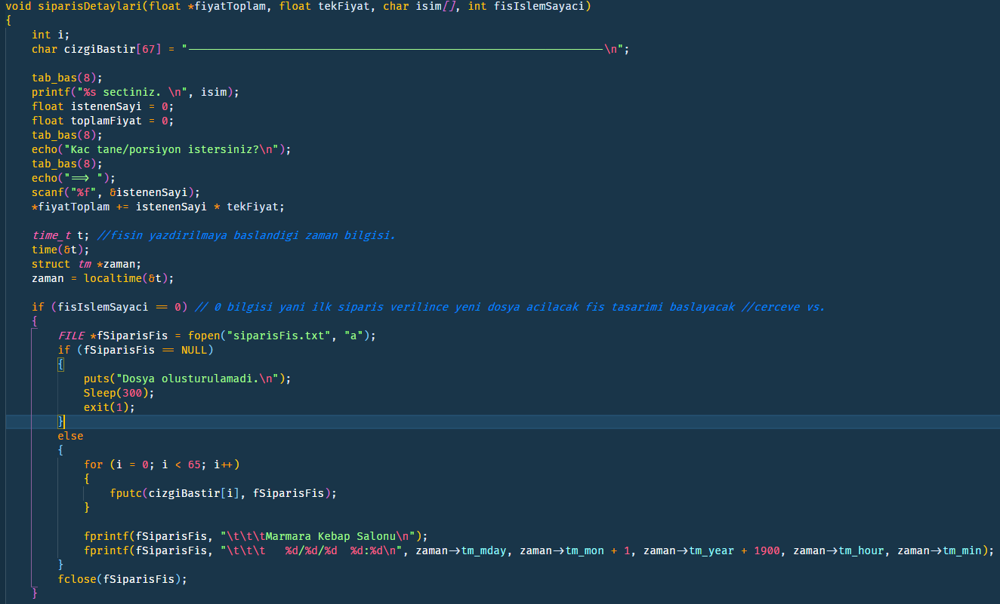 void siparisDetaylari(float *fiyatToplam, float tekFiyat, char isim[], int fisIslemSayaci)
{
    int i;
    char cizgiBastir[67] = "----------------------------------------------------------------\n";

    tab_bas(8);
    printf("%s sectiniz. \n", isim);
    float istenenSayi = 0;
    float toplamFiyat = 0;
    tab_bas(8);
    echo("Kac tane/porsiyon istersiniz?\n");
    tab_bas(8);
    echo("==> ");
    scanf("%f", &istenenSayi);
    *fiyatToplam += istenenSayi * tekFiyat;

    time_t t; //fisin yazdirilmaya baslandigi zaman bilgisi.
    time(&t);
    struct tm *zaman;
    zaman = localtime(&t);

    if (fisIslemSayaci == 0) // 0 bilgisi yani ilk siparis verilince yeni dosya acilacak fis tasarimi baslayacak //cerceve vs.
    {
        FILE *fSiparisFis = fopen("siparisFis.txt", "a");
        if (fSiparisFis == NULL)
        {
            puts("Dosya olusturulamadi.\n");
            Sleep(300);
            exit(1);
        }
        else
        {
            for (i = 0; i < 65; i++)
            {
                fputc(cizgiBastir[i], fSiparisFis);
            }

            fprintf(fSiparisFis, "\t\t\tMarmara Kebap Salonu\n");
            fprintf(fSiparisFis, "\t\t\t   %d/%d/%d  %d:%d\n", zaman->tm_mday, zaman->tm_mon + 1, zaman->tm_year + 1900, zaman->tm_hour, zaman->tm_min);
        }
        fclose(fSiparisFis);
    }